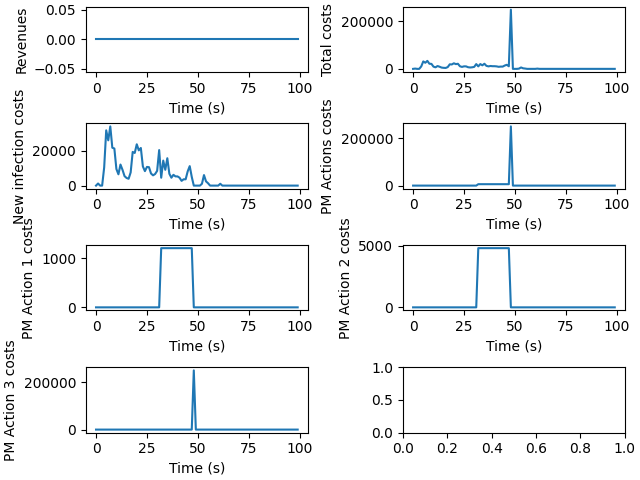 Revenues
0.05
0.00
−0.05
0 25 50 75 100
Time (s)
Total costs
200000
0
0 25 50 75 100
Time (s)
New infection costs
20000
0
0 25 50 75 100
Time (s)
PM Actions costs
200000
0
0 25 50 75 100
Time (s)
PM Action 1 costs
1000
0
0 25 50 75 100
Time (s)
PM Action 2 costs
5000
0
0 25 50 75 100
Time (s)
PM Action 3 costs
200000
0
0 25 50 75 100
Time (s)
1.0
0.5
0.0
0.0 0.2 0.4 0.6 0.8 1.0